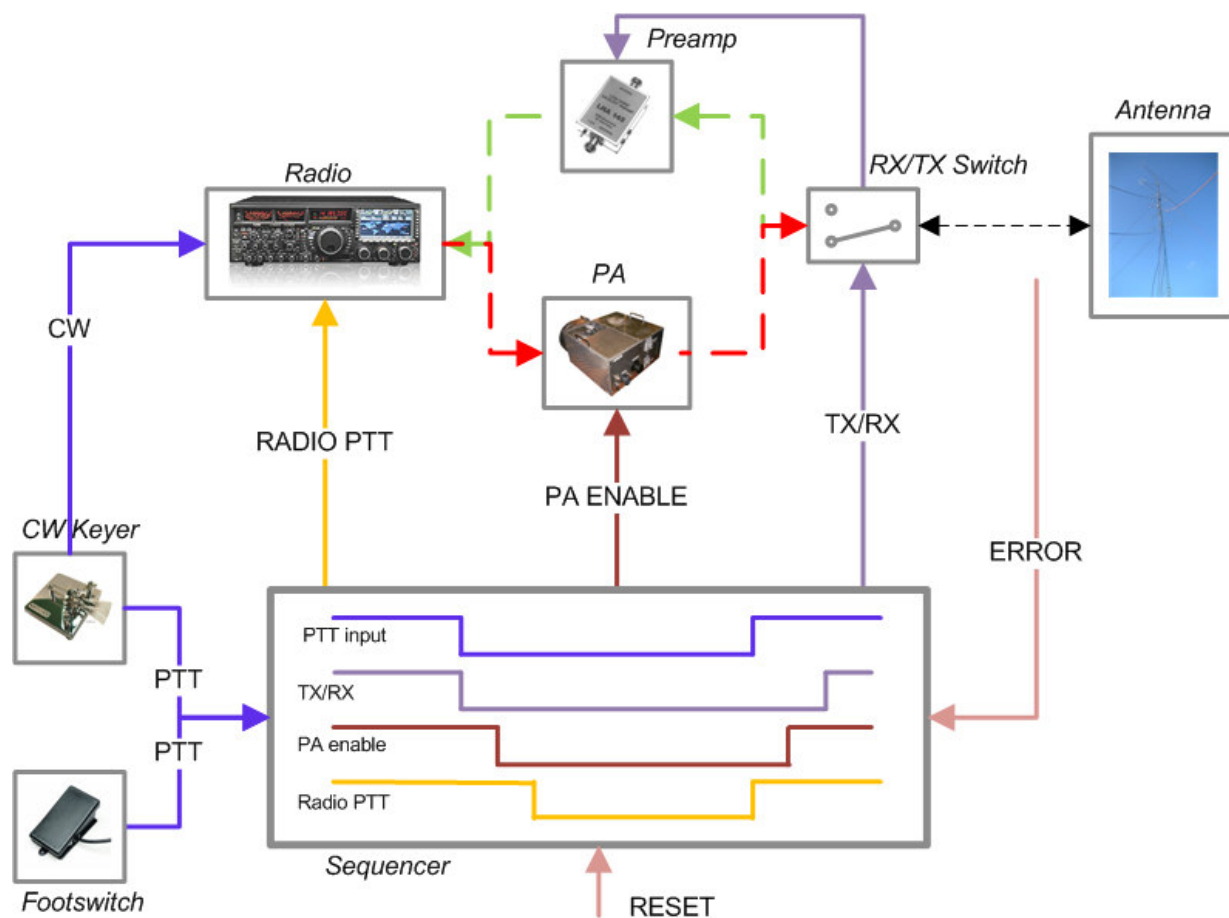 Preamp
Antenna
RX/TX Switch
Radio
PA
CW
RADIO PTT
TX/RX
PA ENABLE
CW Keyer
ERROR
PTT input
PTT
TX/RX
PTT
PA enable
Radio PTT
Sequencer
Footswitch
RESET